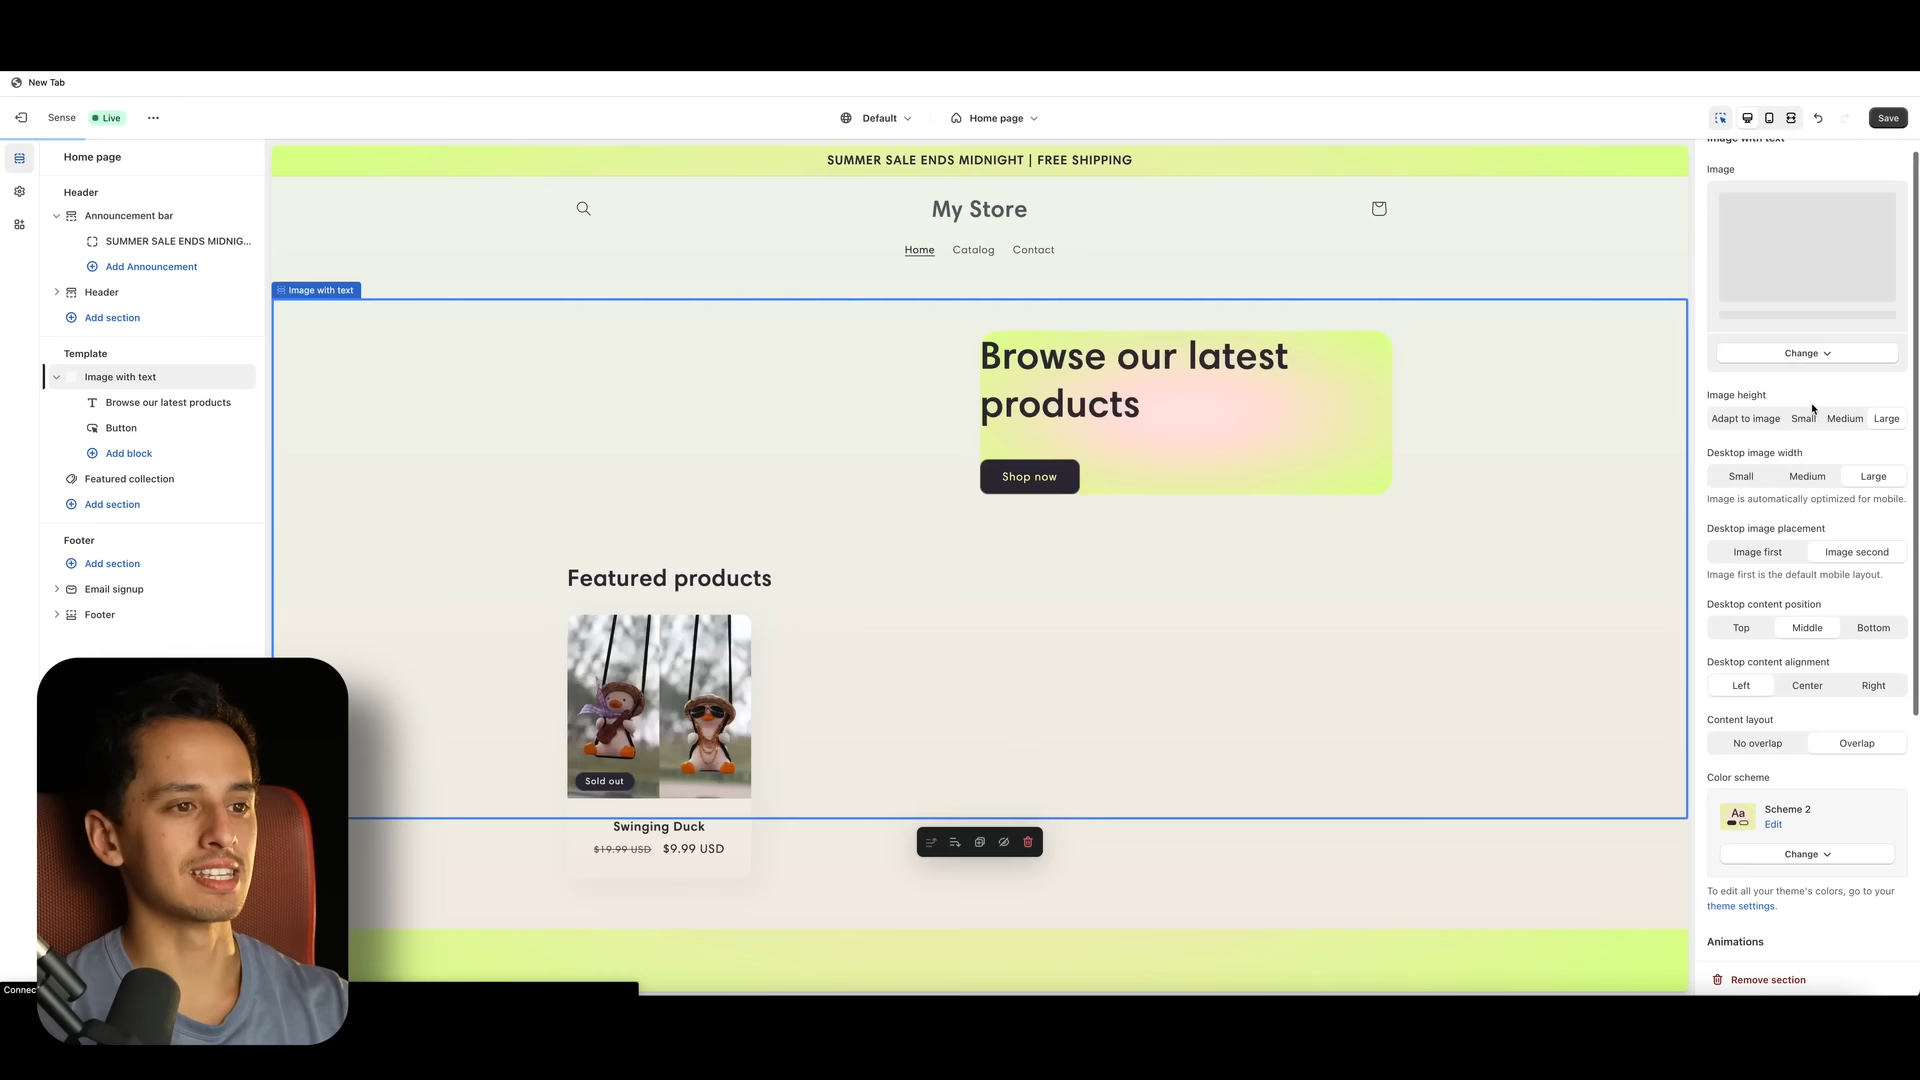 New Tab
Sense
Live
Default
Home page
Save
Home page
Header
Announcement bar
SUMMER SALE ENDS MIDNIG...
Add Announcement
Header
Add section
Template
Image with text
Browse our latest products
Button
Add block
Featured collection
Add section
Footer
Add section
Email signup
Footer
Connec
SUMMER SALE ENDS MIDNIGHT | FREE SHIPPING
My Store
Home Catalog Contact
Image with text
Browse our latest
products
Shop now
Featured products
Sold out
Swinging Duck
$19.99 USD $9.99 USD
Image with text
Image
Change
Image height
Adapt to image Small Medium Large
Desktop image width
Small Medium Large
Image is automatically optimized for mobile.
Desktop image placement
Image first Image second
Image first is the default mobile layout.
Desktop content position
Top Middle Bottom
Desktop content alignment
Left Center Right
Content layout
No overlap Overlap
Color scheme
Aa
Scheme 2
Edit
Change
To edit all your theme's colors, go to your
theme settings.
Animations
Remove section